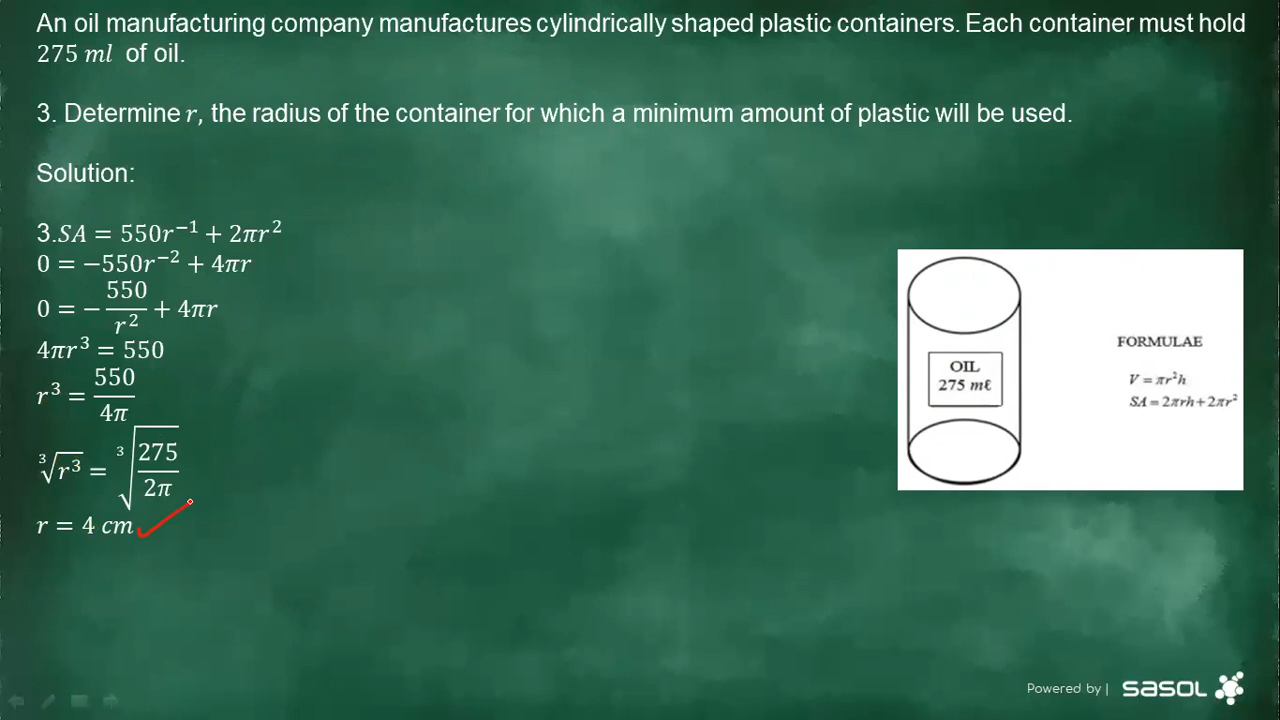 An oil manufacturing company manufactures cylindrically shaped plastic containers. Each container must hold
275 ml of oil.
3. Determine r, the radius of the container for which a minimum amount of plastic will be used.
Solution:
3.SA = 550r⁻¹ + 2πr²
0 = −550r⁻² + 4πr
0 = − 550/r² + 4πr
4πr³ = 550
r³ = 550/4π
∛r³ = ∛(275/2π)
r = 4 cm
OIL
275 mℓ
FORMULAE
V = πr²h
SA = 2πrh + 2πr²
Powered by | sasol